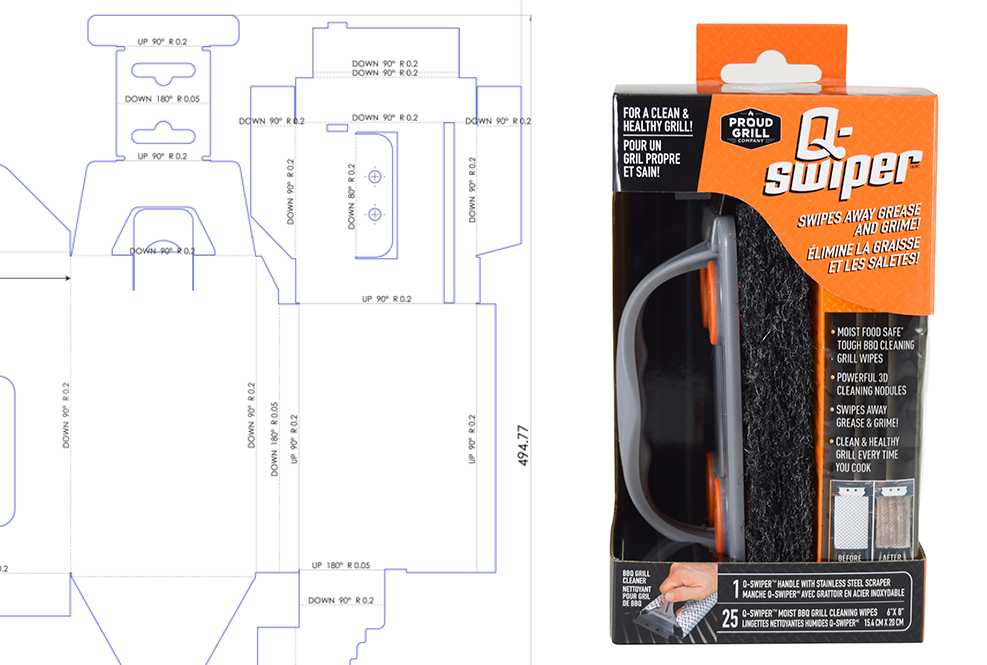 UP 90° R 0.2
DOWN 180° R 0.05
UP 90° R 0.2
DOWN 90° R 0.2
DOWN 90° R 0.2
DOWN 90° R 0.2
0.2
DOWN 90° R 0.2
DOWN 90° R 0.2
DOWN 90° R 0.2
DOWN 90° R 0.2
DOWN 90° R 0.2
DOWN 90° R 0.2
DOWN 80° R 0.2
DOWN 90° R 0.2
UP 90° R 0.2
DOWN 180° R 0.05
UP 90° R 0.2
UP 90° R 0.2
494.77
UP 180° R 0.05
DOWN 90° R 0.2
FOR A CLEAN &
HEALTHY GRILL!
POUR UN
GRIL PROPRE
ET SAIN!
PROUD
GRILL
COMPANY
Q-
swiper
SWIPES AWAY GREASE
AND GRIME!
ÉLIMINE LA GRAISSE
ET LES SALETÉS!
• MOIST FOOD SAFE*
TOUGH BBQ CLEANING
GRILL WIPES
• POWERFUL 3D
CLEANING NODULES
• SWIPES AWAY
GREASE & GRIME!
• CLEAN & HEALTHY
GRILL EVERY TIME
YOU COOK
BEFORE
AFTER
BBQ GRILL
CLEANER
NETTOYANT
POUR GRIL
DE BBQ
1 Q-SWIPER™ HANDLE WITH STAINLESS STEEL SCRAPER
MANCHE Q-SWIPER™ AVEC GRATTOIR EN ACIER INOXYDABLE
25 Q-SWIPER™ MOIST BBQ GRILL CLEANING WIPES 6"X 8"
LINGETTES NETTOYANTES HUMIDES Q-SWIPER™ 15.4 CM X 20 CM